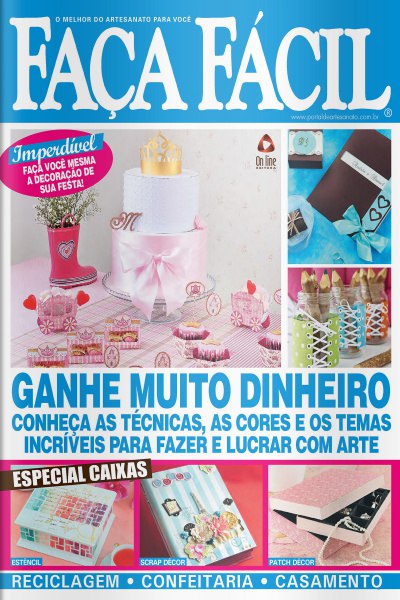 O MELHOR DO ARTESANATO PARA VOCÊ
FAÇA FÁCIL
®
www.portaldeartesanato.com.br
Imperdível
FAÇA VOCÊ MESMA
A DECORAÇÃO DE
SUA FESTA!
On line
EDITORA
M
GANHE MUITO DINHEIRO
CONHEÇA AS TÉCNICAS, AS CORES E OS TEMAS
INCRÍVEIS PARA FAZER E LUCRAR COM ARTE
ESPECIAL CAIXAS
ESTÊNCIL
SCRAP DÉCOR
PATCH DÉCOR
RECICLAGEM • CONFEITARIA • CASAMENTO